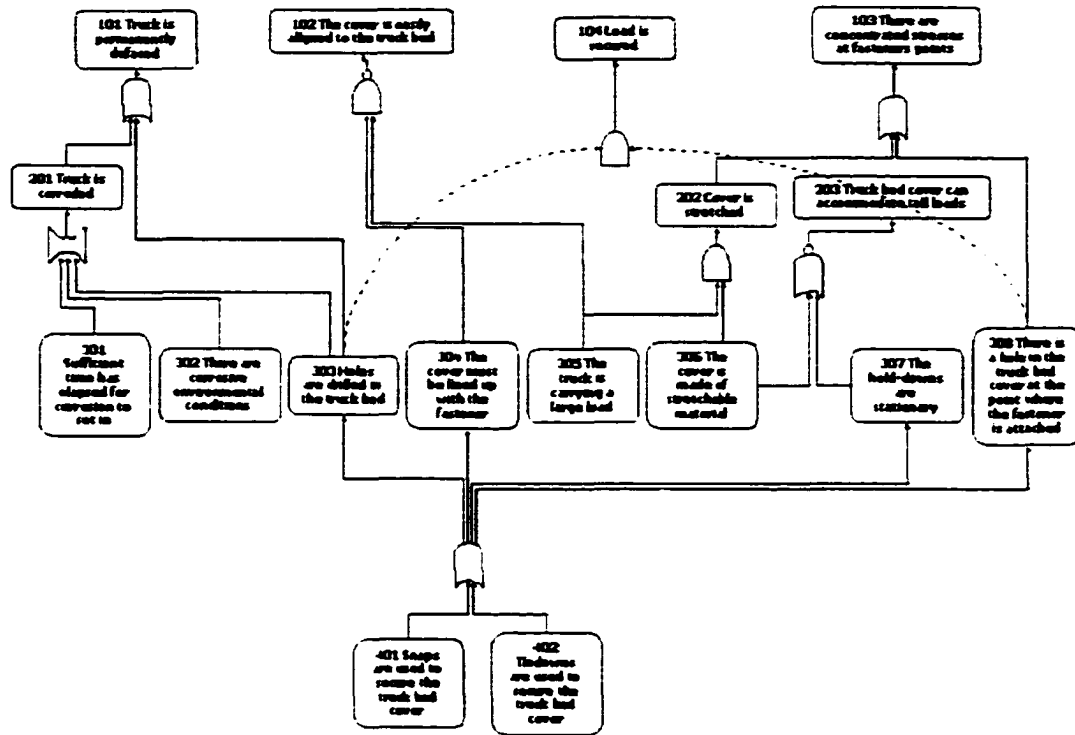 101 Truck is
permanently
defaced
102 The cover is easily
aligned to the truck bed
104 Load is
secured
103 There are
concentrated stresses
at fasteners points
201 Truck is
corroded
202 Cover is
stretched
203 Truck bed cover can
accommodate tall loads
301
Sufficient
time has
elapsed for
corrosion to
set in
302 There are
corrosive
environmental
conditions
303 Holes
are drilled in
the truck bed
304 The
cover must
be lined up
with the
fastener
305 The
truck is
carrying a
large load
306 The
cover is
made of
stretchable
material
307 The
hold-downs
are
stationary
308 There is
a hole in the
truck bed
cover at the
point where
the fastener
is attached
401 Snaps
are used to
secure the
truck bed
cover
402
Tiedowns
are used to
secure the
truck bed
cover